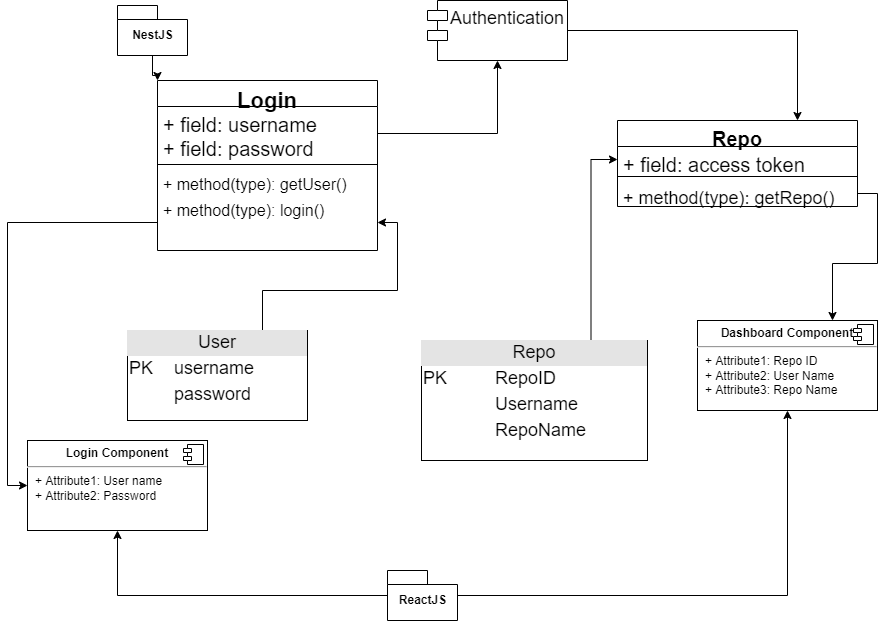 NestJS
Authentication
Login
+ field: username
+ field: password
+ method(type): getUser()
+ method(type): login()
Repo
+ field: access token
+ method(type): getRepo()
User
PK username
password
Repo
PK RepoID
Username
RepoName
Dashboard Component
+ Attribute1: Repo ID
+ Attribute2: User Name
+ Attribute3: Repo Name
Login Component
+ Attribute1: User name
+ Attribute2: Password
ReactJS